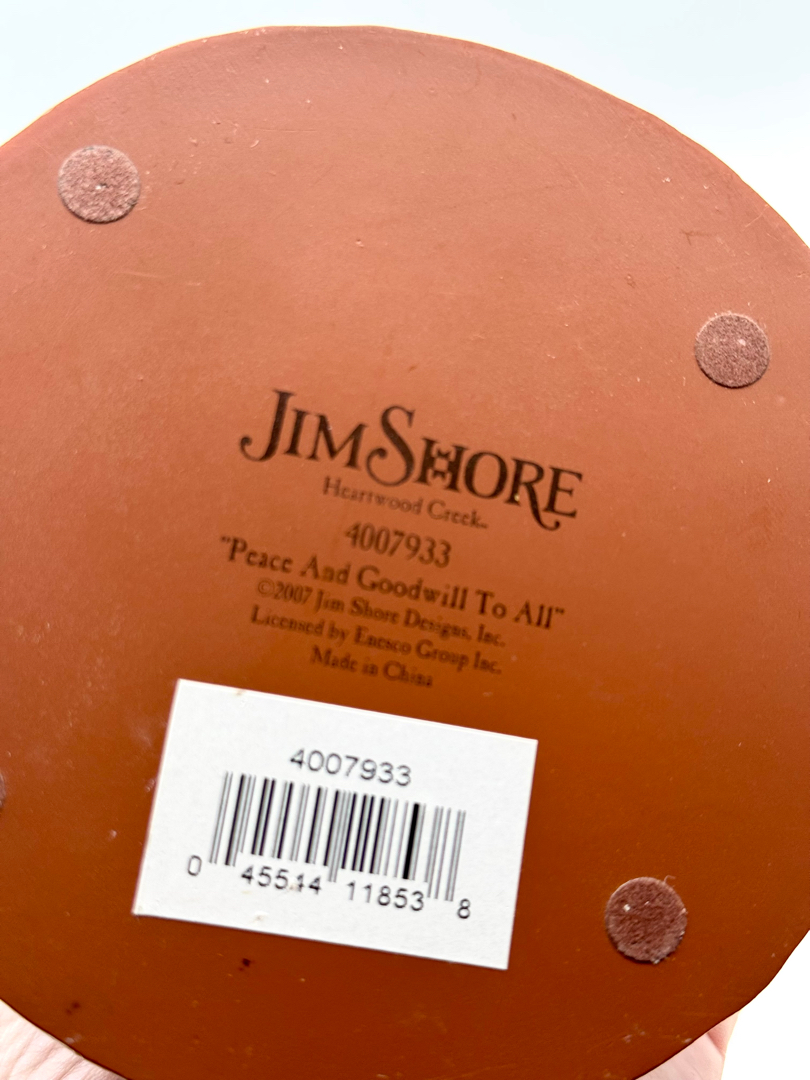 JIM SHORE
Heartwood Creek™
4007933
"Peace And Goodwill To All"
©2007 Jim Shore Designs, Inc.
Licensed by Enesco Group Inc.
Made in China
4007933
0 45514 11853 8